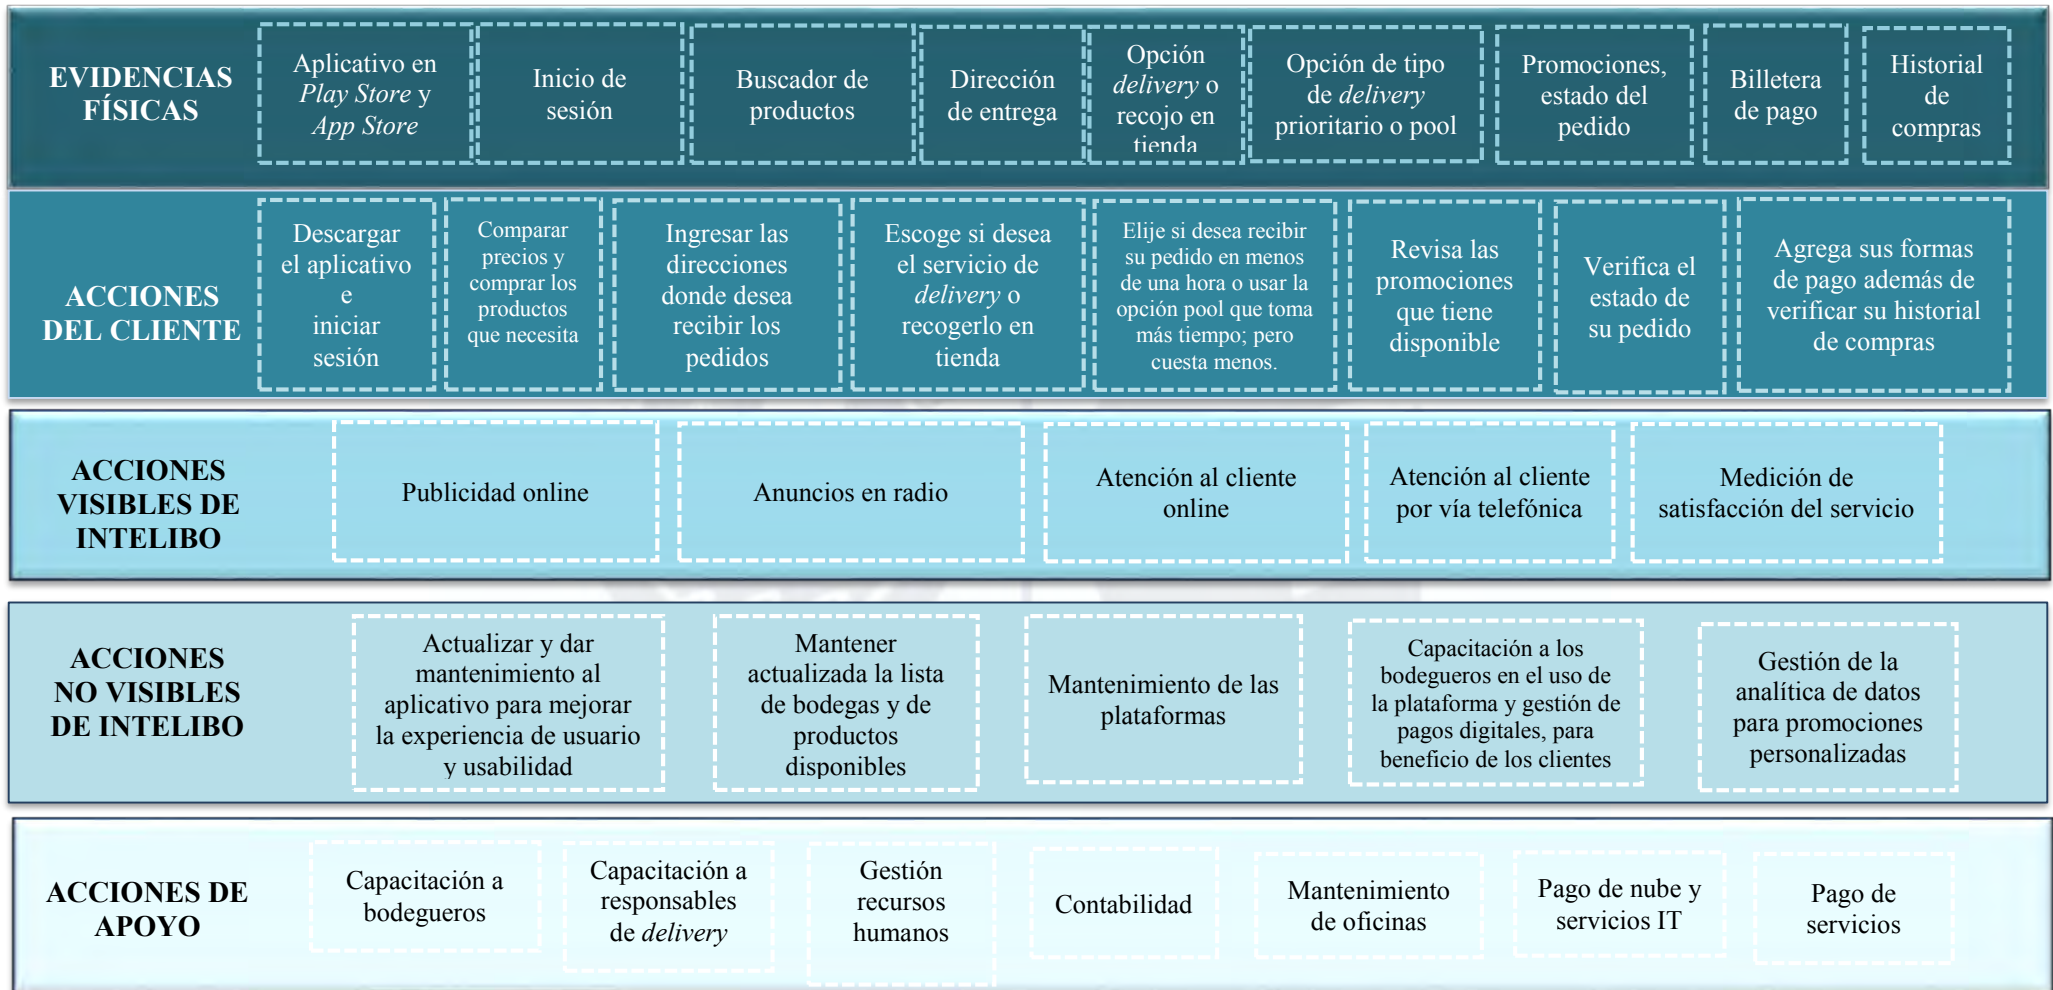 EVIDENCIAS
FÍSICAS
Aplicativo en
Play Store y
App Store
Inicio de
sesión
Buscador de
productos
Dirección
de entrega
Opción
delivery o
recojo en
tienda
Opción de tipo
de delivery
prioritario o pool
Promociones,
estado del
pedido
Billetera
de pago
Historial
de
compras
ACCIONES
DEL CLIENTE
Descargar
el aplicativo
e
iniciar
sesión
Comparar
precios y
comprar los
productos
que necesita
Ingresar las
direcciones
donde desea
recibir los
pedidos
Escoge si desea
el servicio de
delivery o
recogerlo en
tienda
Elije si desea recibir
su pedido en menos
de una hora o usar la
opción pool que toma
más tiempo; pero
cuesta menos.
Revisa las
promociones
que tiene
disponible
Verifica el
estado de
su pedido
Agrega sus formas
de pago además de
verificar su historial
de compras
ACCIONES
VISIBLES DE
INTELIBO
Publicidad online
Anuncios en radio
Atención al cliente
online
Atención al cliente
por vía telefónica
Medición de
satisfacción del servicio
ACCIONES
NO VISIBLES
DE INTELIBO
Actualizar y dar
mantenimiento al
aplicativo para mejorar
la experiencia de usuario
y usabilidad
Mantener
actualizada la lista
de bodegas y de
productos
disponibles
Mantenimiento de las
plataformas
Capacitación a los
bodegueros en el uso de
la plataforma y gestión de
pagos digitales, para
beneficio de los clientes
Gestión de la
analítica de datos
para promociones
personalizadas
ACCIONES DE
APOYO
Capacitación a
bodegueros
Capacitación a
responsables
de delivery
Gestión
recursos
humanos
Contabilidad
Mantenimiento
de oficinas
Pago de nube y
servicios IT
Pago de
servicios